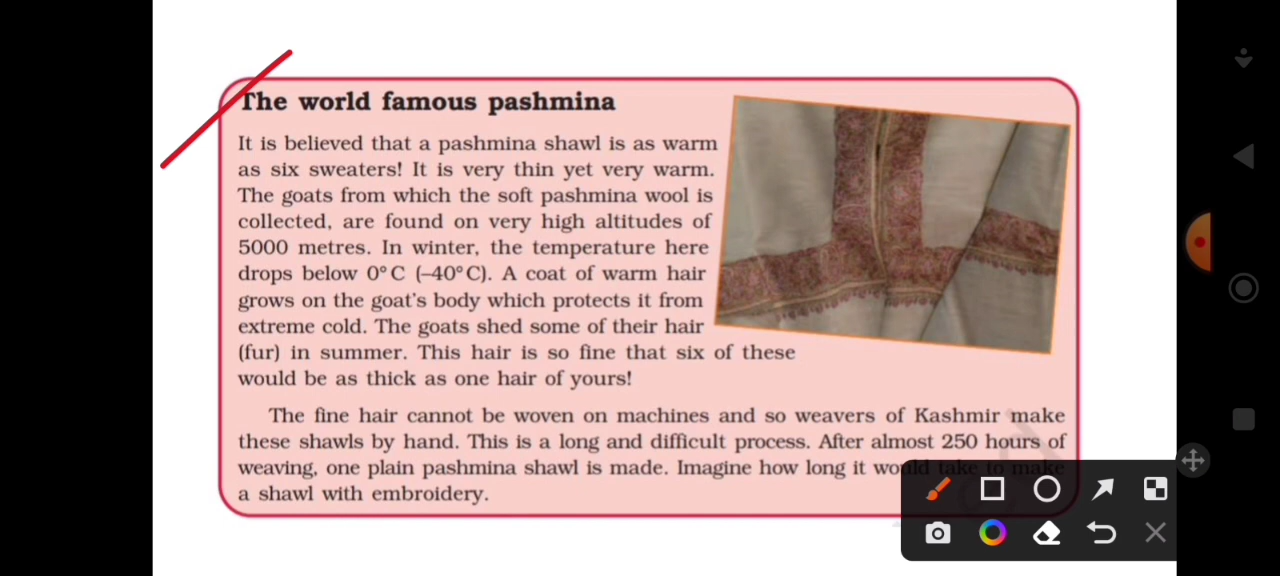 The world famous pashmina
It is believed that a pashmina shawl is as warm
as six sweaters! It is very thin yet very warm.
The goats from which the soft pashmina wool is
collected, are found on very high altitudes of
5000 metres. In winter, the temperature here
drops below 0°C (–40°C). A coat of warm hair
grows on the goat's body which protects it from
extreme cold. The goats shed some of their hair
(fur) in summer. This hair is so fine that six of these
would be as thick as one hair of yours!
The fine hair cannot be woven on machines and so weavers of Kashmir make
these shawls by hand. This is a long and difficult process. After almost 250 hours of
weaving, one plain pashmina shawl is made. Imagine how long it would take to make
a shawl with embroidery.